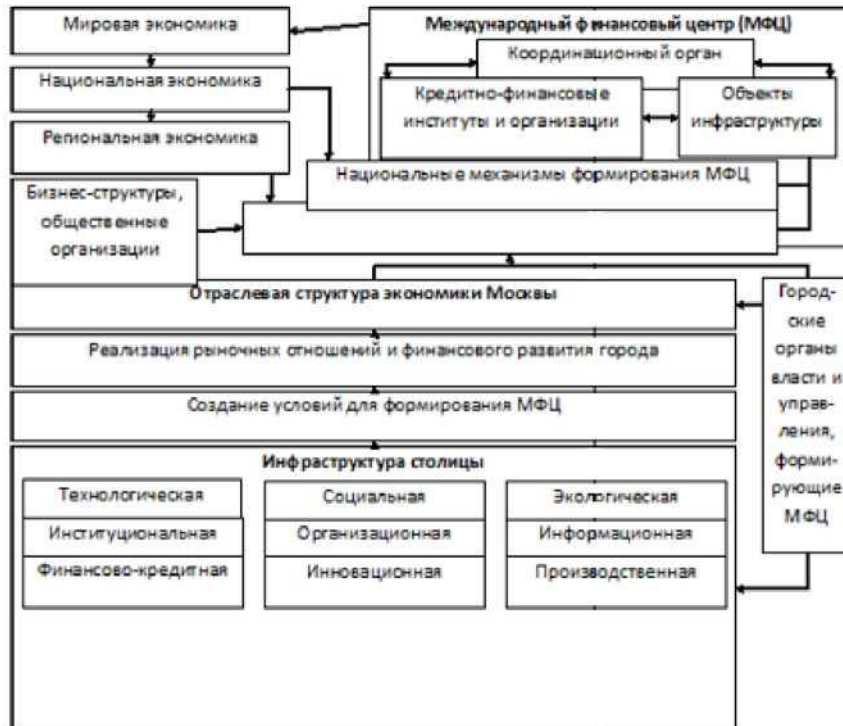 Мировая экономика
Международный финансовый центр (МФЦ)
Координационный орган
Национальная экономика
Кредитно-финансовые
институты и организации
Объекты
инфраструктуры
Региональная экономика
Национальные механизмы формирования МФЦ
Бизнес-структуры,
общественные
организации
Отраслевая структура экономики Москвы
Город-
ские
органы
власти и
управ-
ления,
форми-
рующие
МФЦ
Реализация рыночных отношений и финансового развития города
Создание условий для формирования МФЦ
Инфраструктура столицы
Технологическая
Социальная
Экологическая
Институциональная
Организационная
Информационная
Финансово-кредитная
Инновационная
Производственная